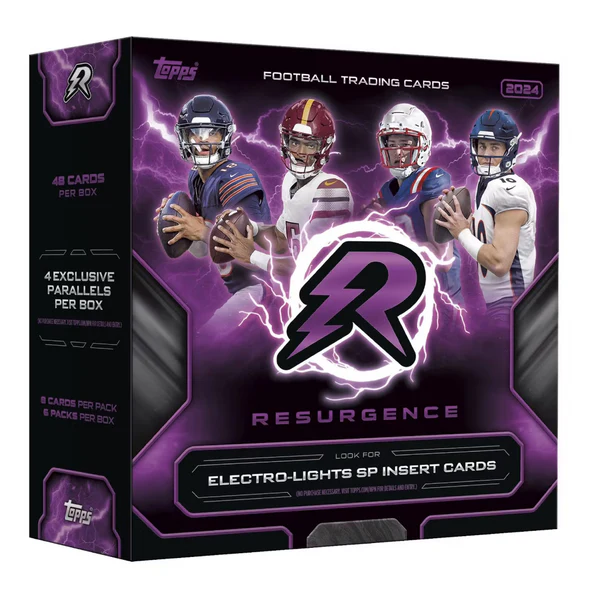 Topps
FOOTBALL TRADING CARDS
2024
R
RESURGENCE
LOOK FOR
ELECTRO-LIGHTS SP INSERT CARDS
R
48 CARDS
PER BOX
4 EXCLUSIVE
PARALLELS
PER BOX
8 CARDS PER PACK
6 PACKS PER BOX
Topps
10